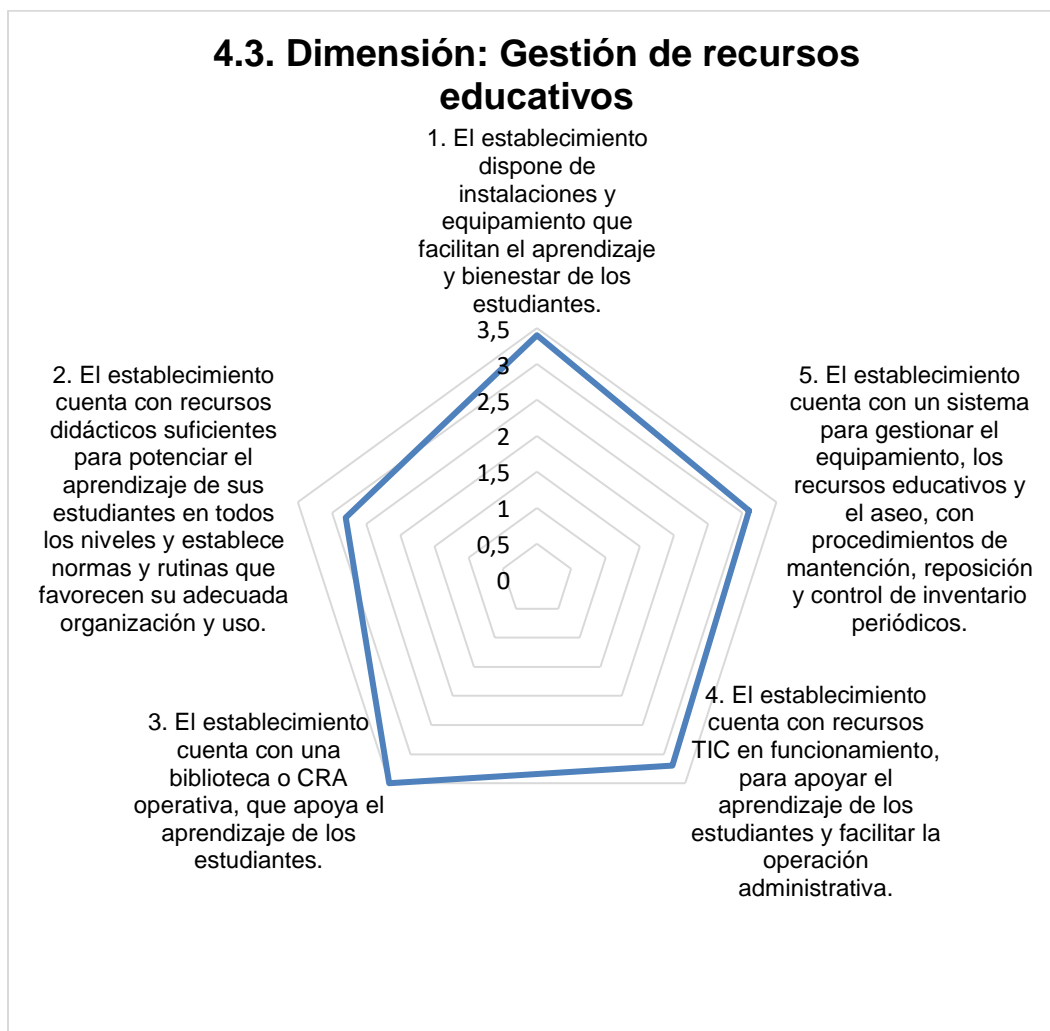 4.3. Dimensión: Gestión de recursos
educativos
1. El establecimiento
dispone de
instalaciones y
equipamiento que
facilitan el aprendizaje
y bienestar de los
estudiantes.
3,5
3
2,5
2
1,5
1
0,5
0
2. El establecimiento
cuenta con recursos
didácticos suficientes
para potenciar el
aprendizaje de sus
estudiantes en todos
los niveles y establece
normas y rutinas que
favorecen su adecuada
organización y uso.
5. El establecimiento
cuenta con un sistema
para gestionar el
equipamiento, los
recursos educativos y
el aseo, con
procedimientos de
mantención, reposición
y control de inventario
periódicos.
3. El establecimiento
cuenta con una
biblioteca o CRA
operativa, que apoya el
aprendizaje de los
estudiantes.
4. El establecimiento
cuenta con recursos
TIC en funcionamiento,
para apoyar el
aprendizaje de los
estudiantes y facilitar la
operación
administrativa.